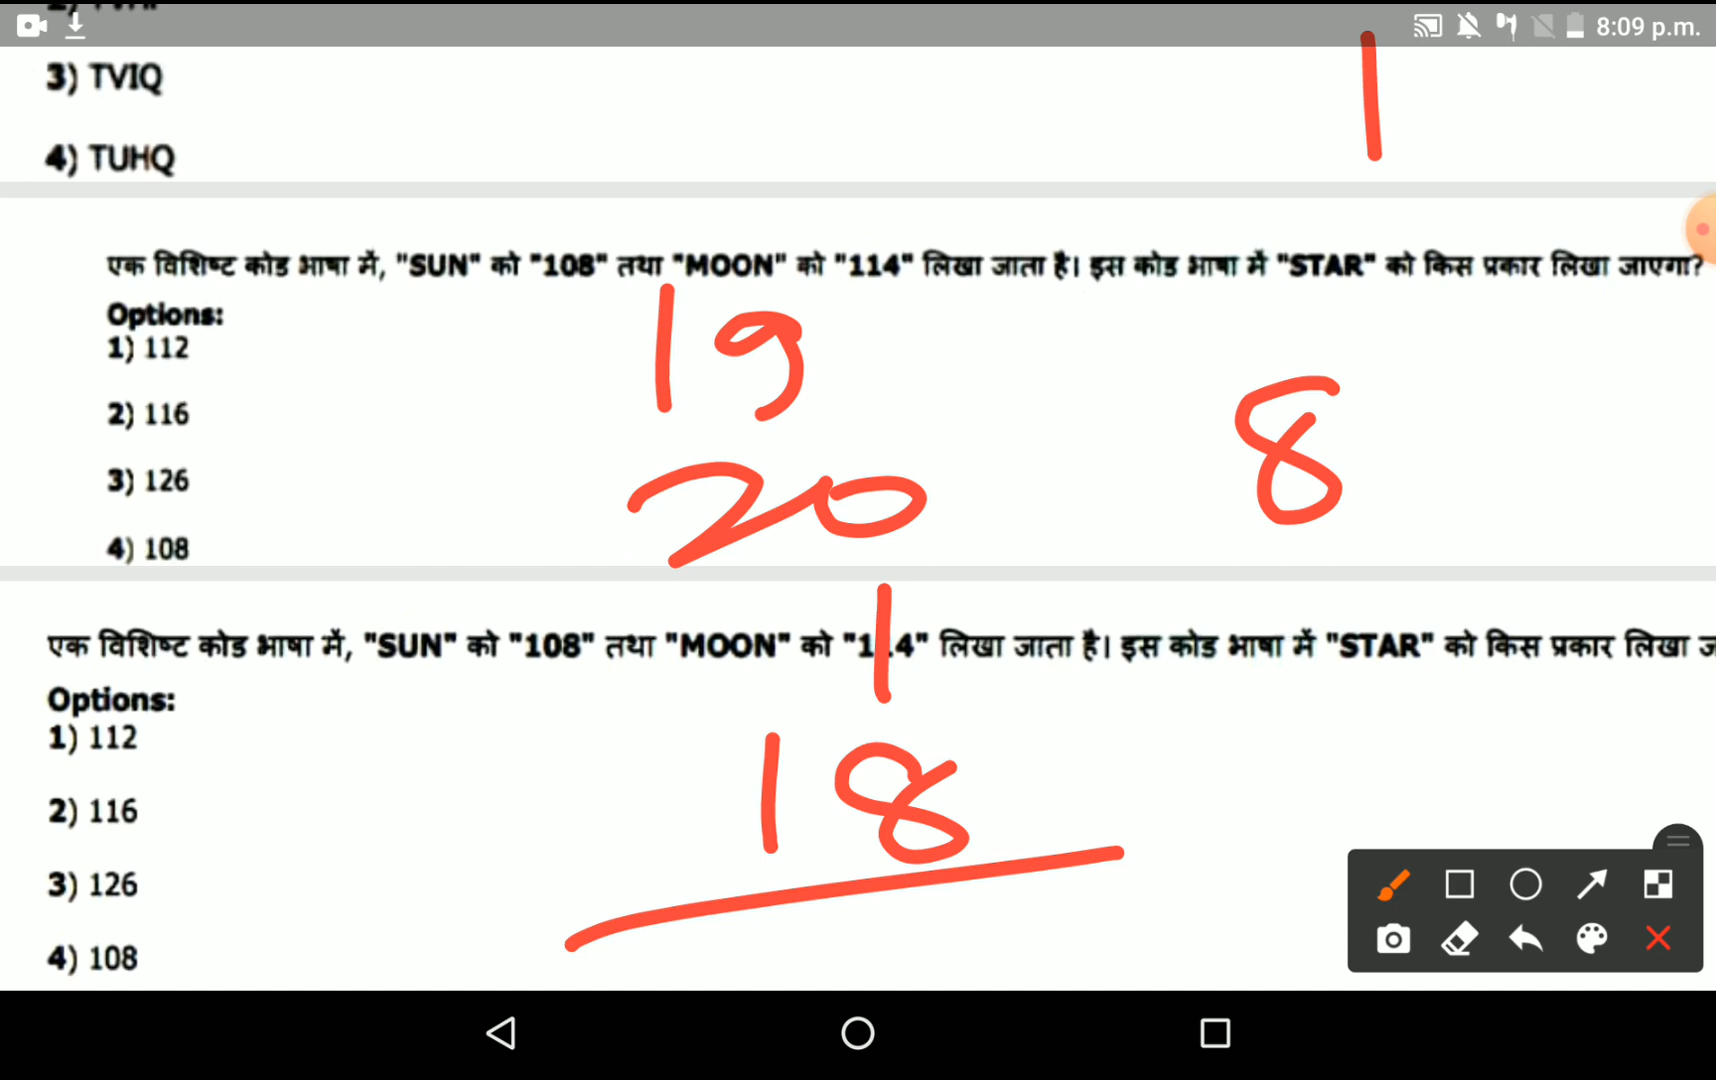 8:09 p.m.
3) TVIQ
1
4) TUHQ
एक विशिष्ट कोड भाषा में, "SUN" को "108" तथा "MOON" को "114" लिखा जाता है। इस कोड भाषा में "STAR" को किस प्रकार लिखा जाएगा?
Options:
1) 112
19
2) 116
8
3) 126
20
4) 108
1
एक विशिष्ट कोड भाषा में, "SUN" को "108" तथा "MOON" को "1 4" लिखा जाता है। इस कोड भाषा में "STAR" को किस प्रकार लिखा
Options:
1) 112
2) 116
18
3) 126
4) 108